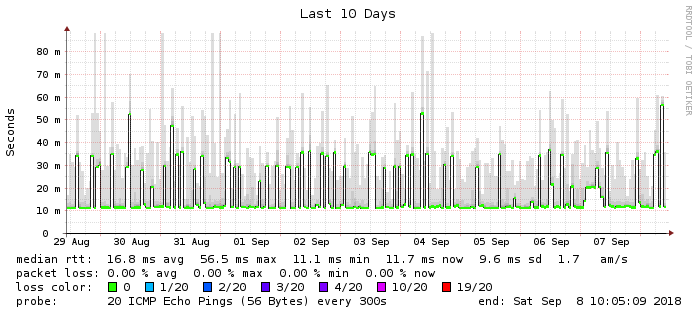 Last 10 Days
RRDTOOL / TOBI OETIKER
Seconds
80 m
70 m
60 m
50 m
40 m
30 m
20 m
10 m
0
29 Aug 30 Aug 31 Aug 01 Sep 02 Sep 03 Sep 04 Sep 05 Sep 06 Sep 07 Sep
median rtt: 16.8 ms avg 56.5 ms max 11.1 ms min 11.7 ms now 9.6 ms sd 1.7 am/s
packet loss: 0.00 % avg 0.00 % max 0.00 % min 0.00 % now
loss color: 0 1/20 2/20 3/20 4/20 10/20 19/20
probe: 20 ICMP Echo Pings (56 Bytes) every 300s end: Sat Sep 8 10:05:09 2018